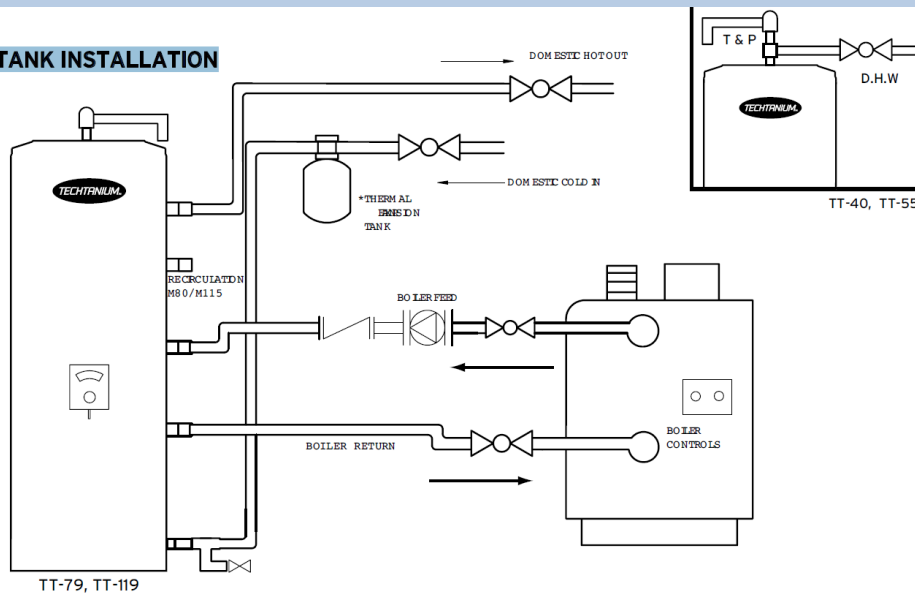 TANK INSTALLATION
DOMESTIC HOT OUT
T & P
D.H.W
TECHTANIUM.
TECHTANIUM.
DOMESTIC COLD IN
*THERMAL
TANK
TT-40, TT-55
RECIRCULATION
M80/M115
BOILER FEED
BOILER
CONTROLS
BOILER RETURN
TT-79, TT-119